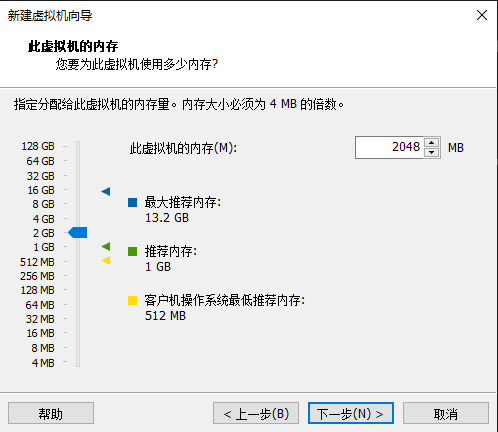 新建虚拟机向导
此虚拟机的内存
您要为此虚拟机使用多少内存?
指定分配给此虚拟机的内存量。内存大小必须为 4 MB 的倍数。
128 GB
64 GB
32 GB
16 GB
8 GB
4 GB
2 GB
1 GB
512 MB
256 MB
128 MB
64 MB
32 MB
16 MB
8 MB
4 MB
此虚拟机的内存(M): 2048 MB
最大推荐内存:
13.2 GB
推荐内存:
1 GB
客户机操作系统最低推荐内存:
512 MB
帮助 < 上一步(B) 下一步(N) > 取消